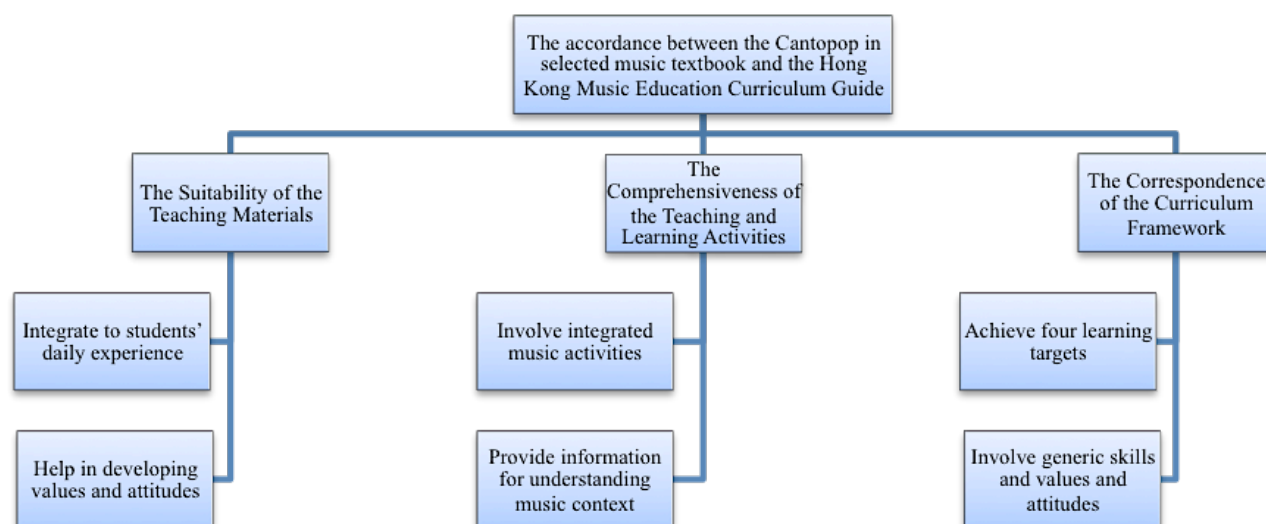 The accordance between the Cantopop in
selected music textbook and the Hong
Kong Music Education Curriculum Guide
The Suitability of the
Teaching Materials
The
Comprehensiveness of
the Teaching and
Learning Activities
The Correspondence
of the Curriculum
Framework
Integrate to students’
daily experience
Involve integrated
music activities
Achieve four learning
targets
Help in developing
values and attitudes
Provide information
for understanding
music context
Involve generic skills
and values and
attitudes